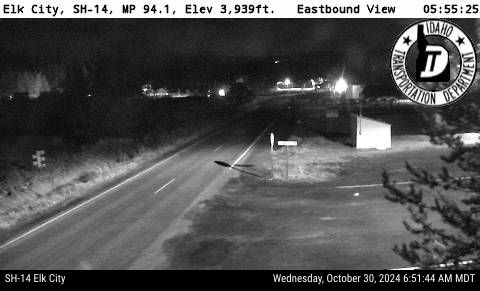 Elk City, SH-14, MP 94.1, Elev 3,939ft. Eastbound View 05:55:25
IDAHO
TRANSPORTATION DEPARTMENT
SH-14 Elk City
Wednesday, October 30, 2024 6:51:44 AM MDT